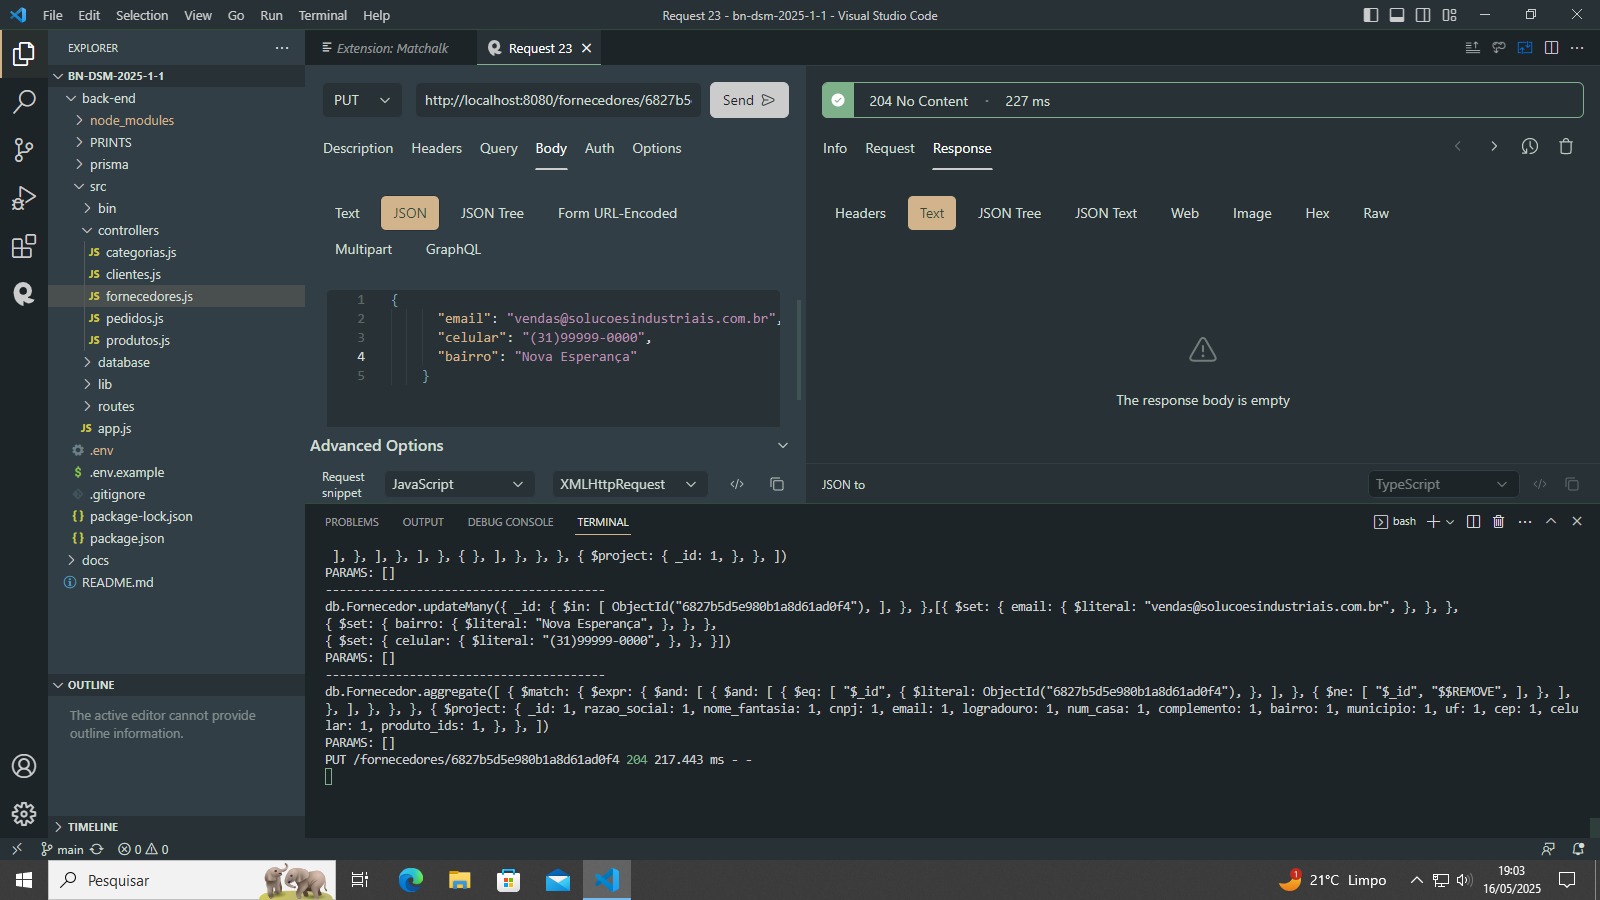 File Edit Selection View Go Run Terminal Help
Request 23 - bn-dsm-2025-1-1 - Visual Studio Code
EXPLORER
BN-DSM-2025-1-1
back-end
node_modules
PRINTS
prisma
src
bin
controllers
JS categorias.js
JS clientes.js
JS fornecedores.js
JS pedidos.js
JS produtos.js
database
lib
routes
JS app.js
.env
$ .env.example
.gitignore
{} package-lock.json
{} package.json
docs
README.md
OUTLINE
The active editor cannot provide
outline information.
TIMELINE
Extension: Matchalk
Request 23
PUT
http://localhost:8080/fornecedores/6827b5
Send
Description Headers Query Body Auth Options
Text JSON JSON Tree Form URL-Encoded
Multipart GraphQL
1 {
2 "email": "vendas@solucoesindustriais.com.br",
3 "celular": "(31)99999-0000",
4 "bairro": "Nova Esperança"
5 }
Advanced Options
Request
snippet
JavaScript
XMLHttpRequest
204 No Content · 227 ms
Info Request Response
Headers Text JSON Tree JSON Text Web Image Hex Raw
The response body is empty
JSON to
TypeScript
PROBLEMS OUTPUT DEBUG CONSOLE TERMINAL
bash
], }, ], }, ], }, { }, ], }, }, }, { $project: { _id: 1, }, }, ])
PARAMS: []
----------------------------------------
db.Fornecedor.updateMany({ _id: { $in: [ ObjectId("6827b5d5e980b1a8d61ad0f4"), ], }, },[{ $set: { email: { $literal: "vendas@solucoesindustriais.com.br", }, }, },
{ $set: { bairro: { $literal: "Nova Esperança", }, }, },
{ $set: { celular: { $literal: "(31)99999-0000", }, }, }])
PARAMS: []
----------------------------------------
db.Fornecedor.aggregate([ { $match: { $expr: { $and: [ { $and: [ { $eq: [ "$_id", { $literal: ObjectId("6827b5d5e980b1a8d61ad0f4"), }, ], }, { $ne: [ "$_id", "$$REMOVE", ], }, ],
}, ], }, }, }, { $project: { _id: 1, razao_social: 1, nome_fantasia: 1, cnpj: 1, email: 1, logradouro: 1, num_casa: 1, complemento: 1, bairro: 1, municipio: 1, uf: 1, cep: 1, celu
lar: 1, produto_ids: 1, }, }, ])
PARAMS: []
PUT /fornecedores/6827b5d5e980b1a8d61ad0f4 204 217.443 ms - -
main 0 0
Pesquisar
1
21°C Limpo
19:03
16/05/2025